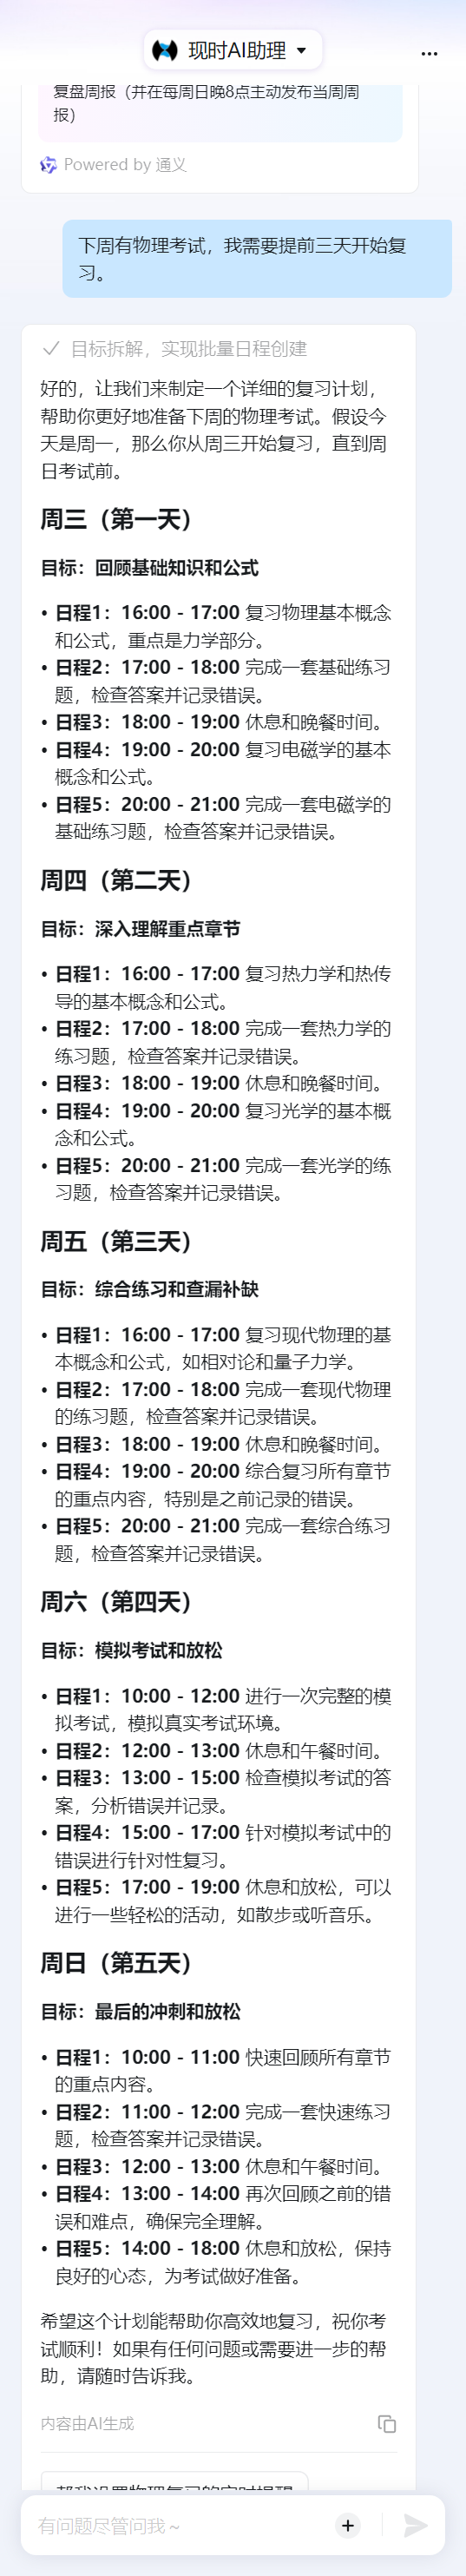 现时AI助理
复盘周报（并在每周日晚8点主动发布当周周
报）
Powered by 通义
下周有物理考试，我需要提前三天开始复
习。
目标拆解，实现批量日程创建
好的，让我们来制定一个详细的复习计划，
帮助你更好地准备下周的物理考试。假设今
天是周一，那么你从周三开始复习，直到周
日考试前。
周三（第一天）
目标：回顾基础知识和公式
• 日程1：16:00 - 17:00 复习物理基本概念
和公式，重点是力学部分。
• 日程2：17:00 - 18:00 完成一套基础练习
题，检查答案并记录错误。
• 日程3：18:00 - 19:00 休息和晚餐时间。
• 日程4：19:00 - 20:00 复习电磁学的基本
概念和公式。
• 日程5：20:00 - 21:00 完成一套电磁学的
基础练习题，检查答案并记录错误。
周四（第二天）
目标：深入理解重点章节
• 日程1：16:00 - 17:00 复习热力学和热传
导的基本概念和公式。
• 日程2：17:00 - 18:00 完成一套热力学的
练习题，检查答案并记录错误。
• 日程3：18:00 - 19:00 休息和晚餐时间。
• 日程4：19:00 - 20:00 复习光学的基本概
念和公式。
• 日程5：20:00 - 21:00 完成一套光学的练
习题，检查答案并记录错误。
周五（第三天）
目标：综合练习和查漏补缺
• 日程1：16:00 - 17:00 复习现代物理的基
本概念和公式，如相对论和量子力学。
• 日程2：17:00 - 18:00 完成一套现代物理
的练习题，检查答案并记录错误。
• 日程3：18:00 - 19:00 休息和晚餐时间。
• 日程4：19:00 - 20:00 综合复习所有章节
的重点内容，特别是之前记录的错误。
• 日程5：20:00 - 21:00 完成一套综合练习
题，检查答案并记录错误。
周六（第四天）
目标：模拟考试和放松
• 日程1：10:00 - 12:00 进行一次完整的模
拟考试，模拟真实考试环境。
• 日程2：12:00 - 13:00 休息和午餐时间。
• 日程3：13:00 - 15:00 检查模拟考试的答
案，分析错误并记录。
• 日程4：15:00 - 17:00 针对模拟考试中的
错误进行针对性复习。
• 日程5：17:00 - 19:00 休息和放松，可以
进行一些轻松的活动，如散步或听音乐。
周日（第五天）
目标：最后的冲刺和放松
• 日程1：10:00 - 11:00 快速回顾所有章节
的重点内容。
• 日程2：11:00 - 12:00 完成一套快速练习
题，检查答案并记录错误。
• 日程3：12:00 - 13:00 休息和午餐时间。
• 日程4：13:00 - 14:00 再次回顾之前的错
误和难点，确保完全理解。
• 日程5：14:00 - 18:00 休息和放松，保持
良好的心态，为考试做好准备。
希望这个计划能帮助你高效地复习，祝你考
试顺利！如果有任何问题或需要进一步的帮
助，请随时告诉我。
内容由AI生成
有问题尽管问我~